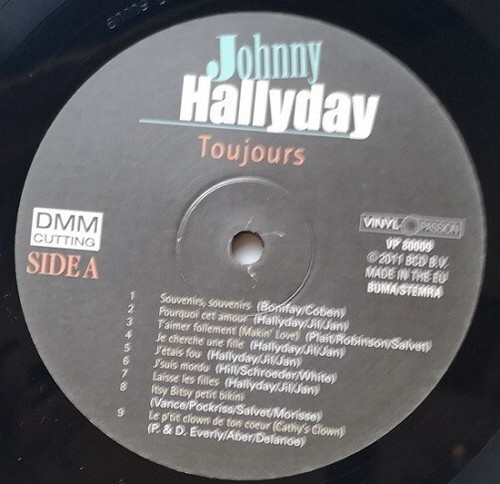 Johnny
Hallyday
Toujours
DMM
CUTTING
SIDE A
VINYL PASSION
VP 80009
© 2011 BCD B.V.
MADE IN THE EU
BUMA/STEMRA
1 Souvenirs, souvenirs (Bonifay/Coben)
2 Pourquoi cet amour (Hallyday/Jil/Jan)
3 T'aimer follement (Makin' Love) (Plait/Robinson/Salvet)
4 Je cherche une fille (Hallyday/Jil/Jan)
5 J'étais fou (Hallyday/Jil/Jan)
6 J'suis mordu (Hill/Schroeder/White)
7 Laisse les filles (Hallyday/Jil/Jan)
8 Itsy Bitsy petit bikini
(Vance/Pockriss/Salvet/Morisse)
9 Le p'tit clown de ton coeur (Cathy's Clown)
(P. & D. Everly/Aber/Delanoe)